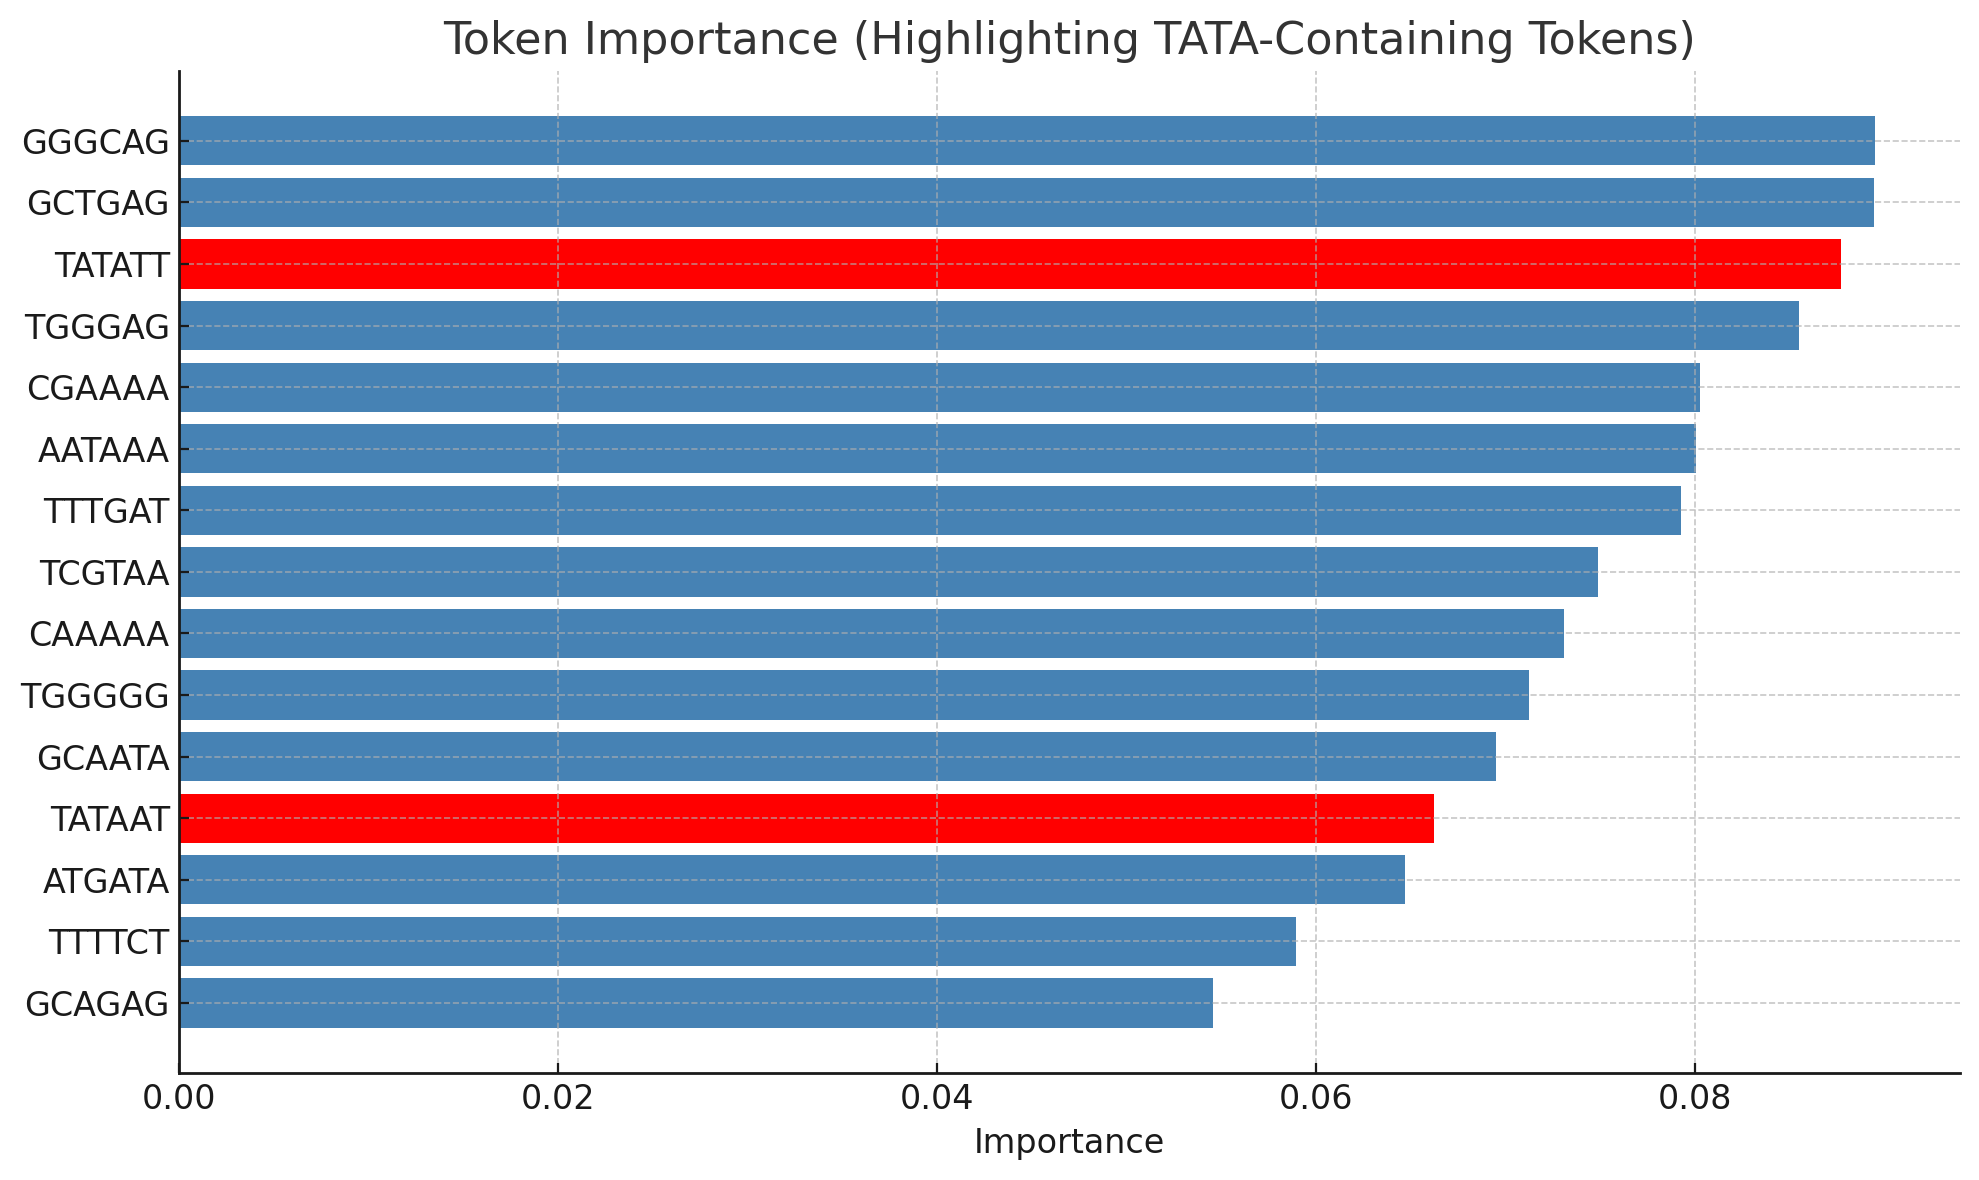 Token Importance (Highlighting TATA-Containing Tokens)
GGGCAG
GCTGAG
TATATT
TGGGAG
CGAAAA
AATAAA
TTTGAT
TCGTAA
CAAAAA
TGGGGG
GCAATA
TATAAT
ATGATA
TTTTCT
GCAGAG
0.00 0.02 0.04 0.06 0.08
Importance